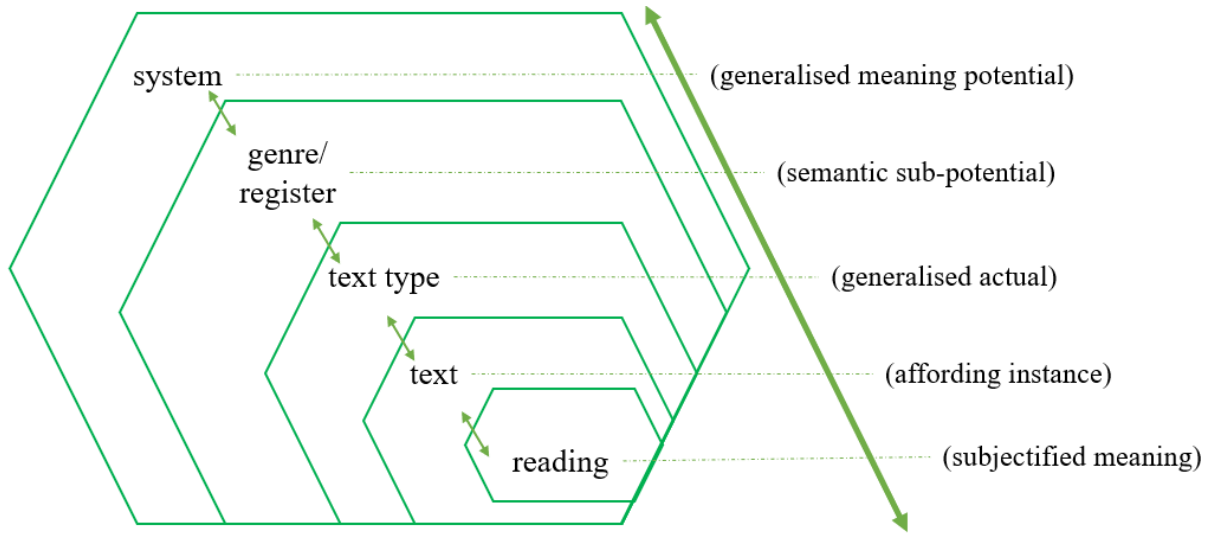 system (generalised meaning potential)
genre/
register (semantic sub-potential)
text type (generalised actual)
text (affording instance)
reading (subjectified meaning)